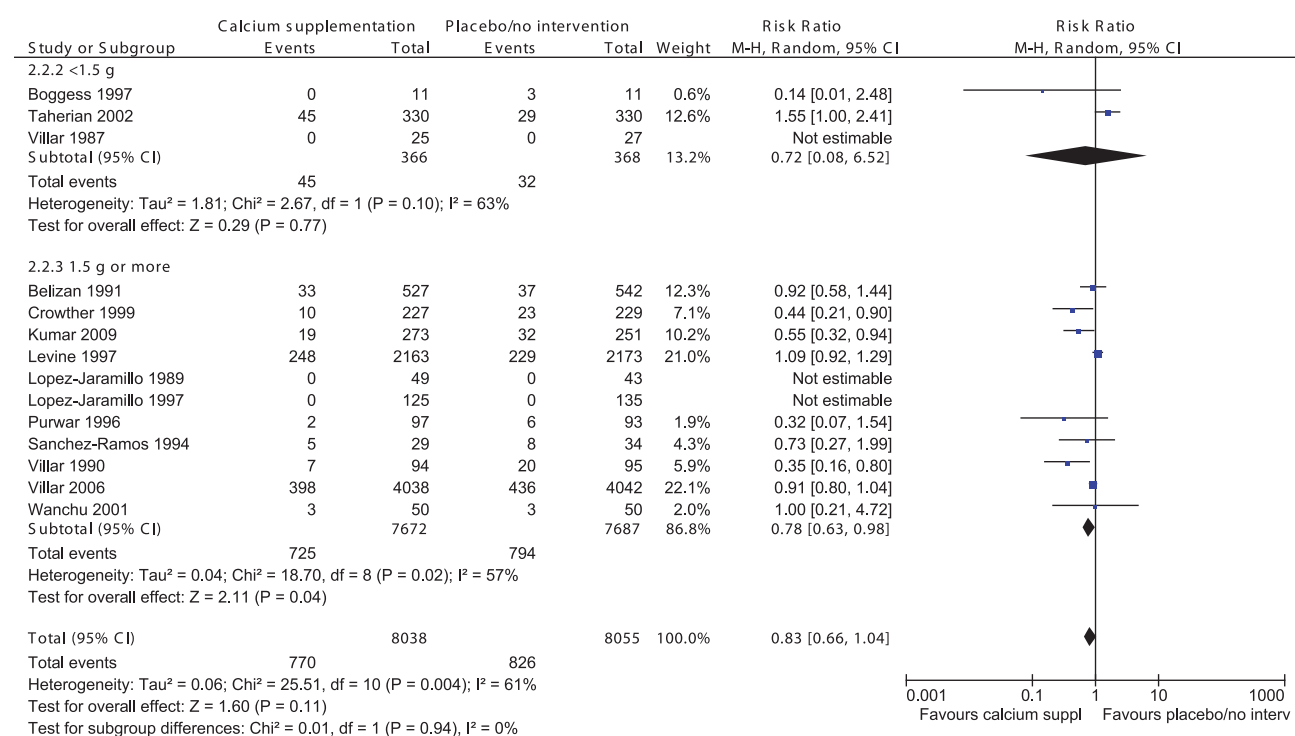 Calcium supplementation Placebo/no intervention Risk Ratio Risk Ratio
Study or Subgroup Events Total Events Total Weight M-H, Random, 95% CI M-H, Random, 95% CI
2.2.2 <1.5 g
Boggess 1997 0 11 3 11 0.6% 0.14 [0.01, 2.48]
Taherian 2002 45 330 29 330 12.6% 1.55 [1.00, 2.41]
Villar 1987 0 25 0 27 Not estimable
Subtotal (95% CI) 366 368 13.2% 0.72 [0.08, 6.52]
Total events 45 32
Heterogeneity: Tau² = 1.81; Chi² = 2.67, df = 1 (P = 0.10); I² = 63%
Test for overall effect: Z = 0.29 (P = 0.77)
2.2.3 1.5 g or more
Belizan 1991 33 527 37 542 12.3% 0.92 [0.58, 1.44]
Crowther 1999 10 227 23 229 7.1% 0.44 [0.21, 0.90]
Kumar 2009 19 273 32 251 10.2% 0.55 [0.32, 0.94]
Levine 1997 248 2163 229 2173 21.0% 1.09 [0.92, 1.29]
Lopez-Jaramillo 1989 0 49 0 43 Not estimable
Lopez-Jaramillo 1997 0 125 0 135 Not estimable
Purwar 1996 2 97 6 93 1.9% 0.32 [0.07, 1.54]
Sanchez-Ramos 1994 5 29 8 34 4.3% 0.73 [0.27, 1.99]
Villar 1990 7 94 20 95 5.9% 0.35 [0.16, 0.80]
Villar 2006 398 4038 436 4042 22.1% 0.91 [0.80, 1.04]
Wanchu 2001 3 50 3 50 2.0% 1.00 [0.21, 4.72]
Subtotal (95% CI) 7672 7687 86.8% 0.78 [0.63, 0.98]
Total events 725 794
Heterogeneity: Tau² = 0.04; Chi² = 18.70, df = 8 (P = 0.02); I² = 57%
Test for overall effect: Z = 2.11 (P = 0.04)
Total (95% CI) 8038 8055 100.0% 0.83 [0.66, 1.04]
Total events 770 826
Heterogeneity: Tau² = 0.06; Chi² = 25.51, df = 10 (P = 0.004); I² = 61%
Test for overall effect: Z = 1.60 (P = 0.11)
Test for subgroup differences: Chi² = 0.01, df = 1 (P = 0.94), I² = 0%
0.001 0.1 1 10 1000
Favours calcium suppl Favours placebo/no interv